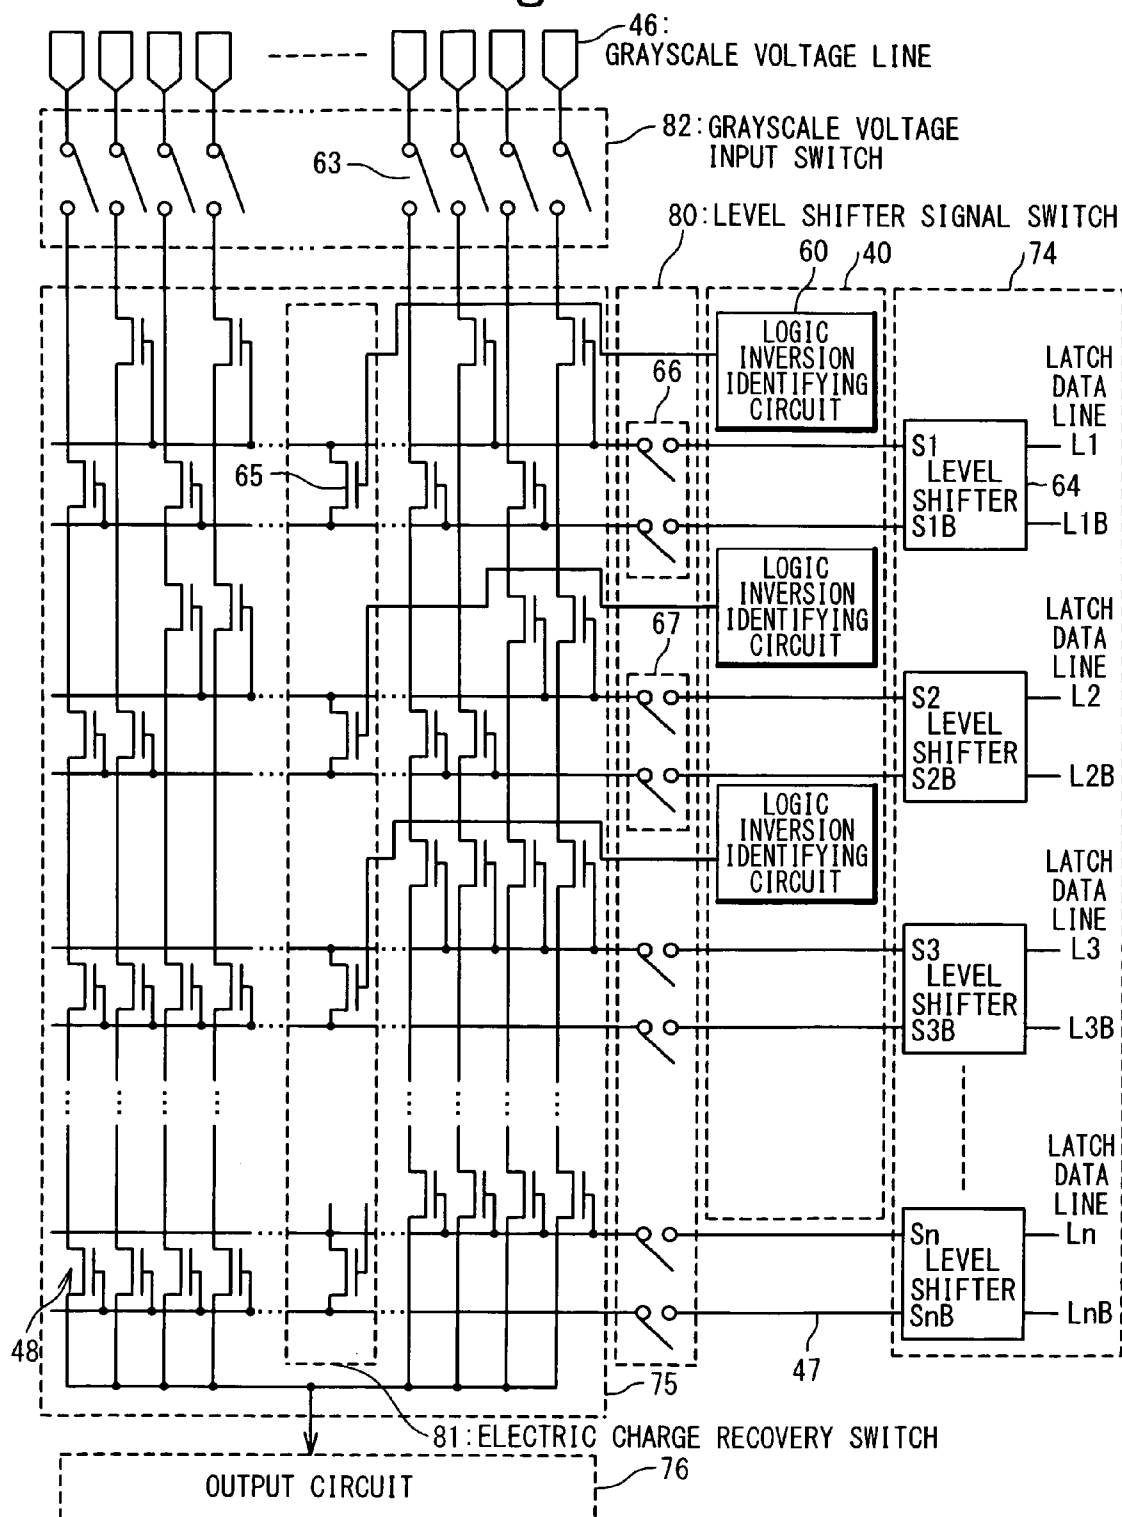 46:
GRAYSCALE VOLTAGE LINE
82:GRAYSCALE VOLTAGE
INPUT SWITCH
63
80:LEVEL SHIFTER SIGNAL SWITCH
60
40
74
LOGIC
INVERSION
IDENTIFYING
CIRCUIT
LATCH
DATA
LINE
66
S1
LEVEL
SHIFTER
S1B
L1
64
L1B
65
LOGIC
INVERSION
IDENTIFYING
CIRCUIT
LATCH
DATA
LINE
67
S2
LEVEL
SHIFTER
S2B
L2
L2B
LOGIC
INVERSION
IDENTIFYING
CIRCUIT
LATCH
DATA
LINE
S3
LEVEL
SHIFTER
S3B
L3
L3B
LATCH
DATA
LINE
Sn
LEVEL
SHIFTER
SnB
Ln
LnB
48
47
75
81:ELECTRIC CHARGE RECOVERY SWITCH
76
OUTPUT CIRCUIT